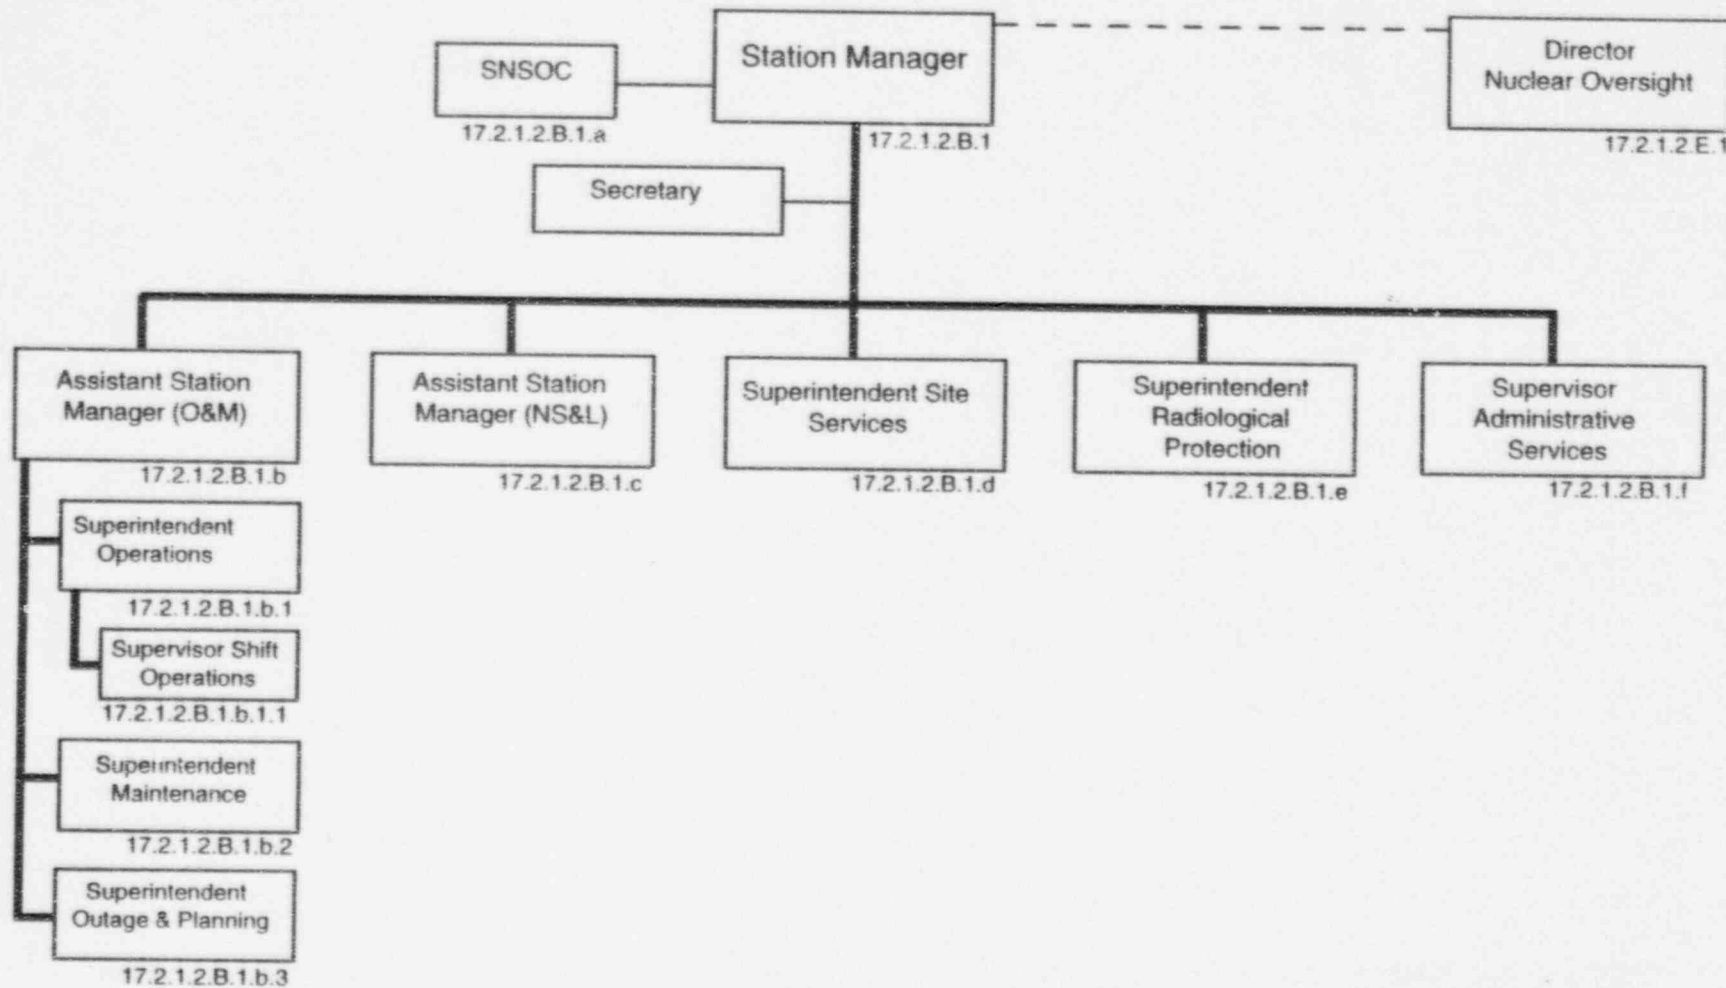 Station Manager
17.2.1.2.B.1
SNSOC
17.2.1.2.B.1.a
Director
Nuclear Oversight
17.2.1.2.E.1
Secretary
Assistant Station
Manager (O&M)
17.2.1.2.B.1.b
Assistant Station
Manager (NS&L)
17.2.1.2.B.1.c
Superintendent Site
Services
17.2.1.2.B.1.d
Superintendent
Radiological
Protection
17.2.1.2.B.1.e
Supervisor
Administrative
Services
17.2.1.2.B.1.f
Superintendent
Operations
17.2.1.2.B.1.b.1
Supervisor Shift
Operations
17.2.1.2.B.1.b.1.1
Superintendent
Maintenance
17.2.1.2.B.1.b.2
Superintendent
Outage & Planning
17.2.1.2.B.1.b.3